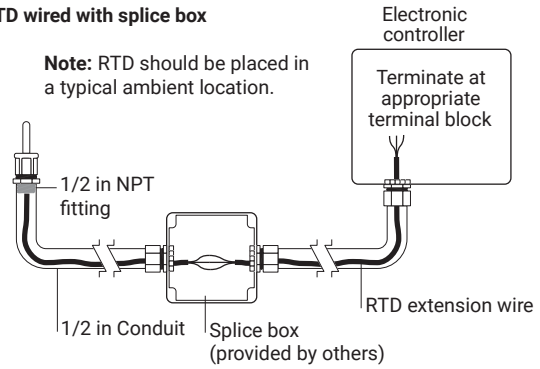 TD wired with splice box
Electronic
controller
Note: RTD should be placed in
a typical ambient location.
Terminate at
appropriate
terminal block
1/2 in NPT
fitting
RTD extension wire
1/2 in Conduit
Splice box
(provided by others)